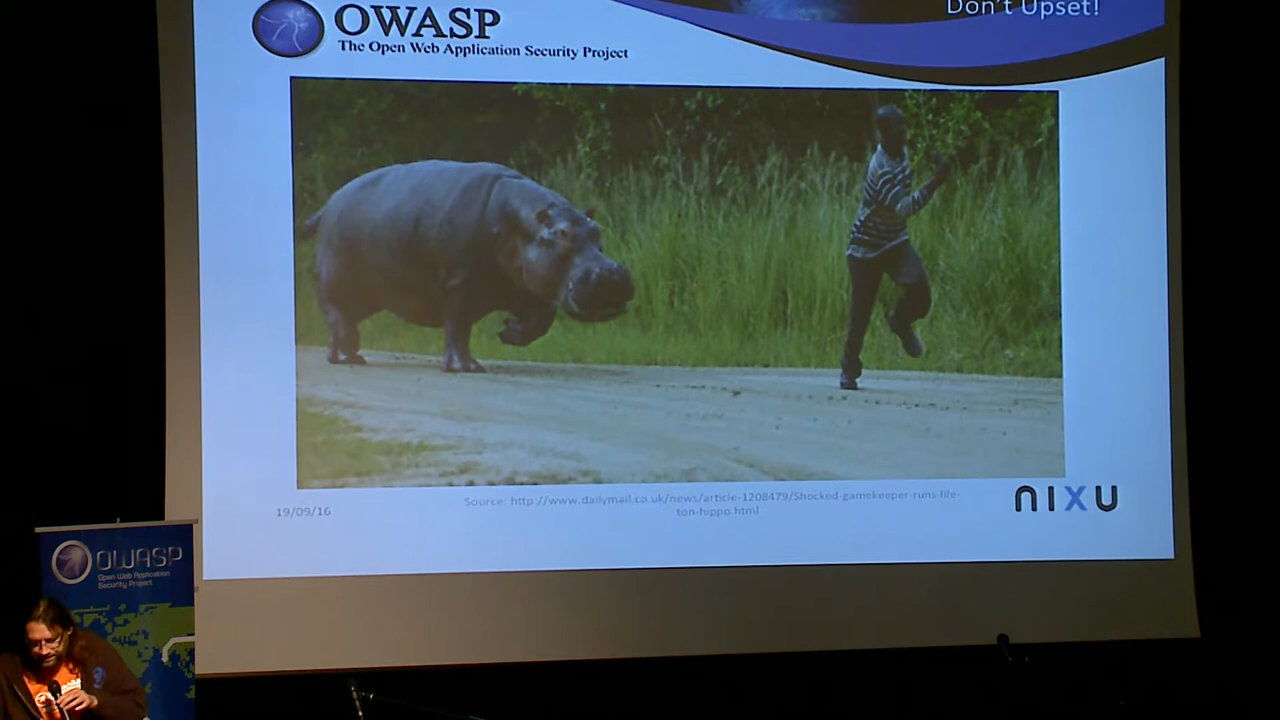 Don't Upset!
OWASP
The Open Web Application Security Project
Source: http://www.dailymail.co.uk/news/article-1208479/Shocked-gamekeeper-runs-life-
ton-hippo.html
19/09/16
NIXU
OWASP
Open Web Application
Security Project